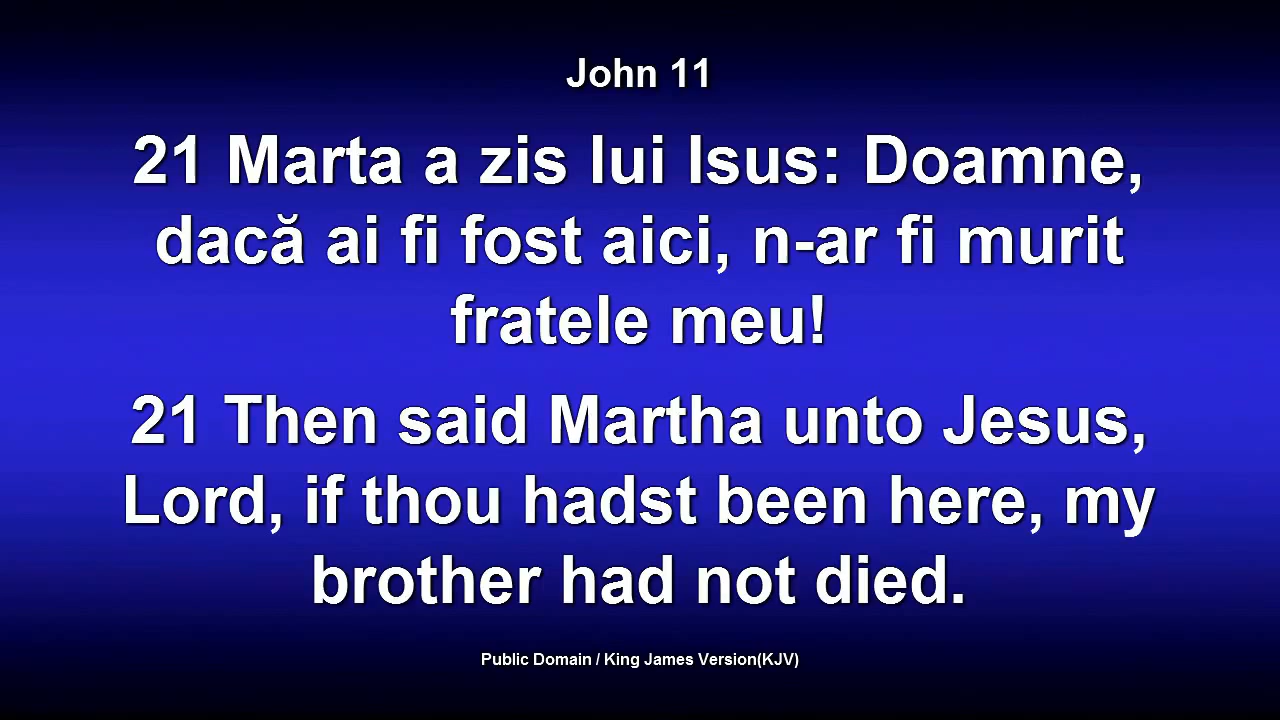 John 11
21 Marta a zis lui Isus: Doamne,
dacă ai fi fost aici, n-ar fi murit
fratele meu!
21 Then said Martha unto Jesus,
Lord, if thou hadst been here, my
brother had not died.
Public Domain / King James Version(KJV)